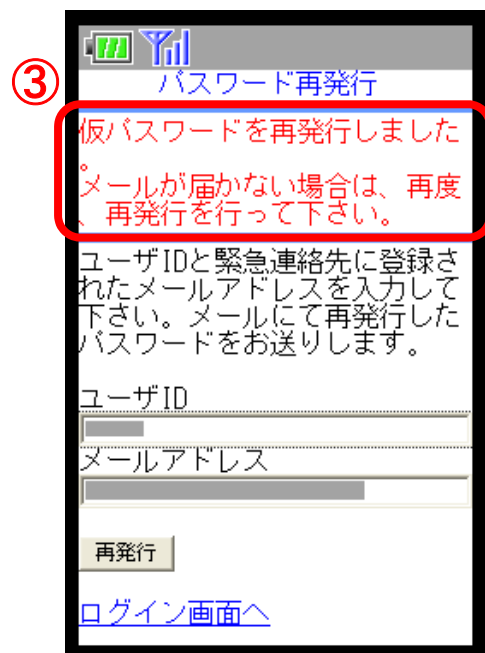 ③
パスワード再発行
仮パスワードを再発行しました
。
メールが届かない場合は、再度
、再発行を行って下さい。
ユーザIDと緊急連絡先に登録さ
れたメールアドレスを入力して
下さい。メールにて再発行した
パスワードをお送りします。
ユーザID
メールアドレス
再発行
ログイン画面へ